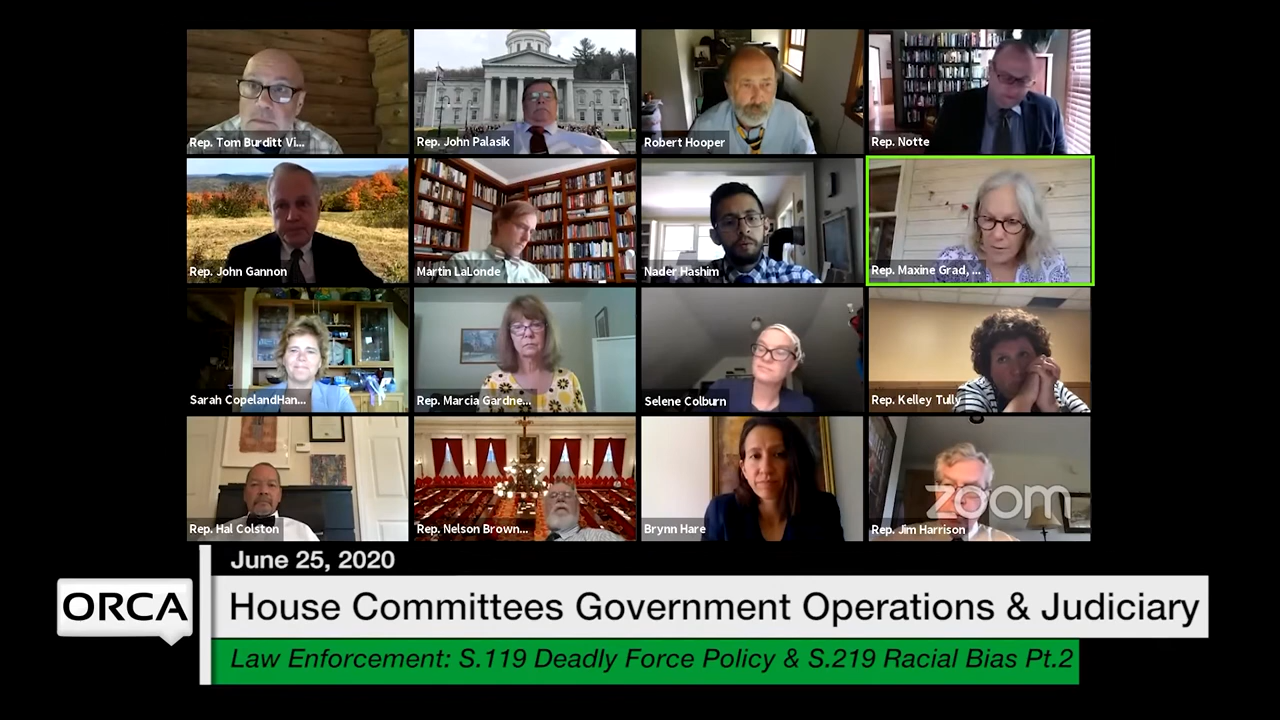 Rep. Tom Burditt Vi...
Rep. John Palasik
Robert Hooper
Rep. Notte
Rep. John Gannon
Martin LaLonde
Nader Hashim
Rep. Maxine Grad, ...
Sarah CopelandHan...
Rep. Marcia Gardne...
Selene Colburn
Rep. Kelley Tully
Rep. Hal Colston
Rep. Nelson Brown...
Brynn Hare
Rep. Jim Harrison
zoom
June 25, 2020
ORCA
House Committees Government Operations & Judiciary
Law Enforcement: S.119 Deadly Force Policy & S.219 Racial Bias Pt.2